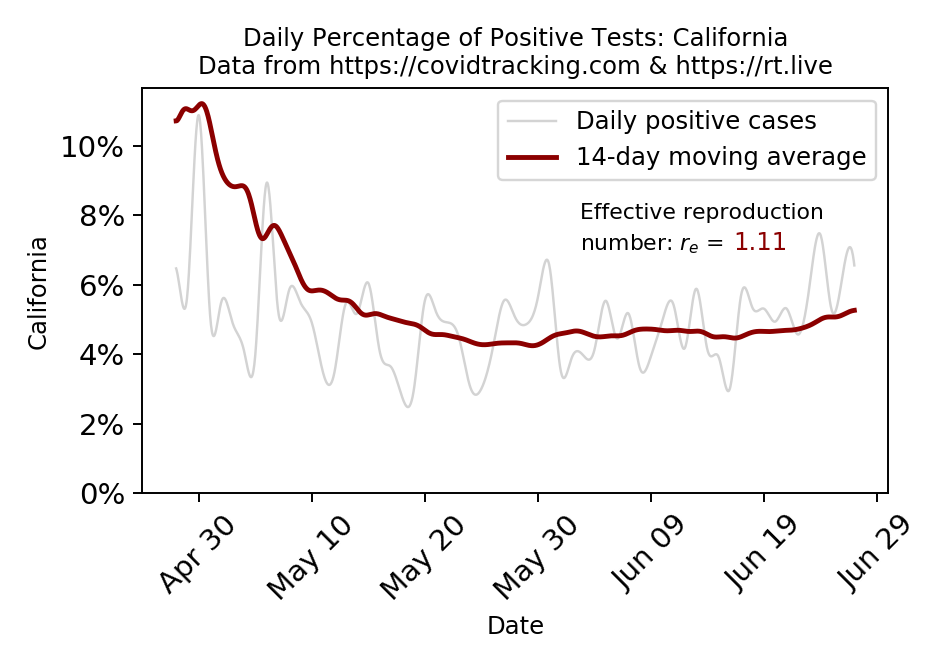 Daily Percentage of Positive Tests: California
Data from https://covidtracking.com & https://rt.live
Daily positive cases
14-day moving average
Effective reproduction
number: rₑ = 1.11
10%
8%
6%
4%
2%
0%
California
Apr 30
May 10
May 20
May 30
Jun 09
Jun 19
Jun 29
Date